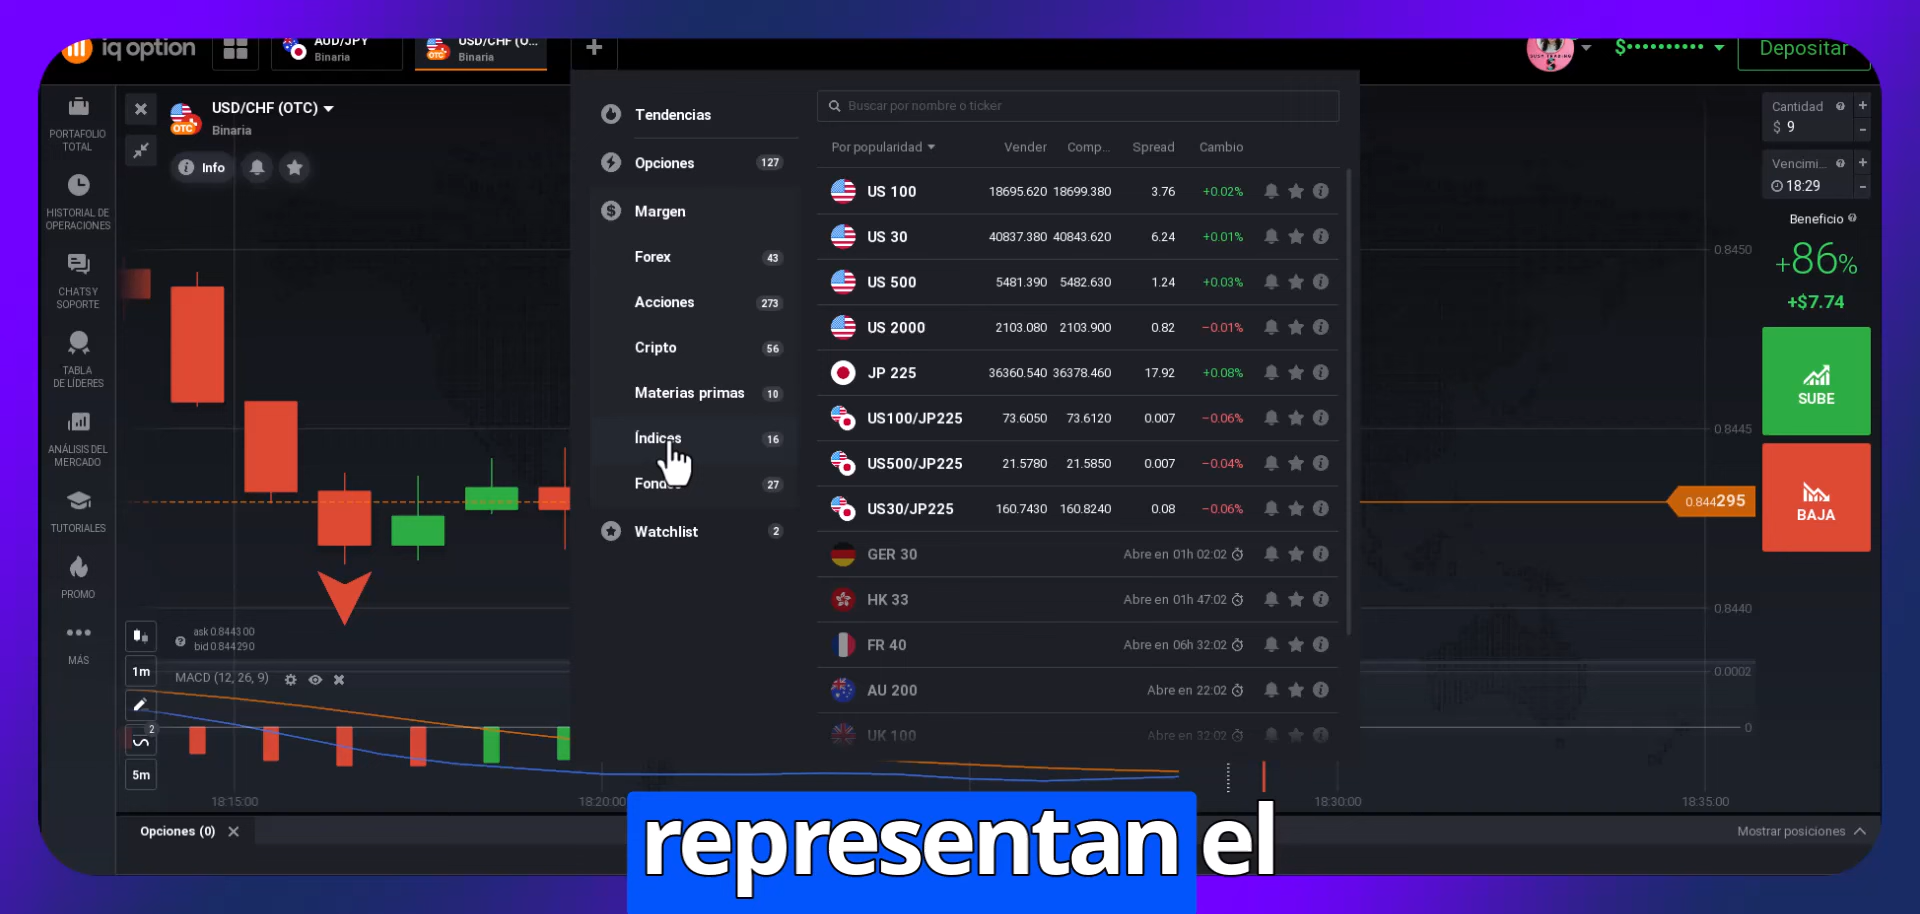 iq option
AUD/JPY
Binaria
USD/CHF (O...
Binaria
+
$••••••••••
Depositar
PORTAFOLIO
TOTAL
HISTORIAL DE
OPERACIONES
CHATS Y
SOPORTE
TABLA
DE LÍDERES
ANÁLISIS DEL
MERCADO
TUTORIALES
PROMO
MÁS
USD/CHF (OTC)
OTC
Binaria
Info
Tendencias
Opciones 127
Margen
Forex 43
Acciones 273
Cripto 56
Materias primas 10
Índices 16
Fondos 27
Watchlist 2
Buscar por nombre o ticker
Por popularidad Vender Comp... Spread Cambio
US 100 18695.620 18699.380 3.76 +0.02%
US 30 40837.380 40843.620 6.24 +0.01%
US 500 5481.390 5482.630 1.24 +0.03%
US 2000 2103.080 2103.900 0.82 −0.01%
JP 225 36360.540 36378.460 17.92 +0.08%
US100/JP225 73.6050 73.6120 0.007 −0.06%
US500/JP225 21.5780 21.5850 0.007 −0.04%
US30/JP225 160.7430 160.8240 0.08 −0.06%
GER 30 Abre en 01h 02:02
HK 33 Abre en 01h 47:02
FR 40 Abre en 06h 32:02
AU 200 Abre en 22:02
UK 100 Abre en 32:02
Cantidad +
$ 9 -
Vencimi... +
18:29 -
Beneficio
+86%
+$7.74
SUBE
BAJA
0.8450
0.8445
0.844295
0.8440
0.0002
0
ask 0.844300
bid 0.844290
1m
MACD (12, 26, 9)
2
5m
18:15:00
18:20:00
18:30:00
18:35:00
Opciones (0)
Mostrar posiciones
representan el